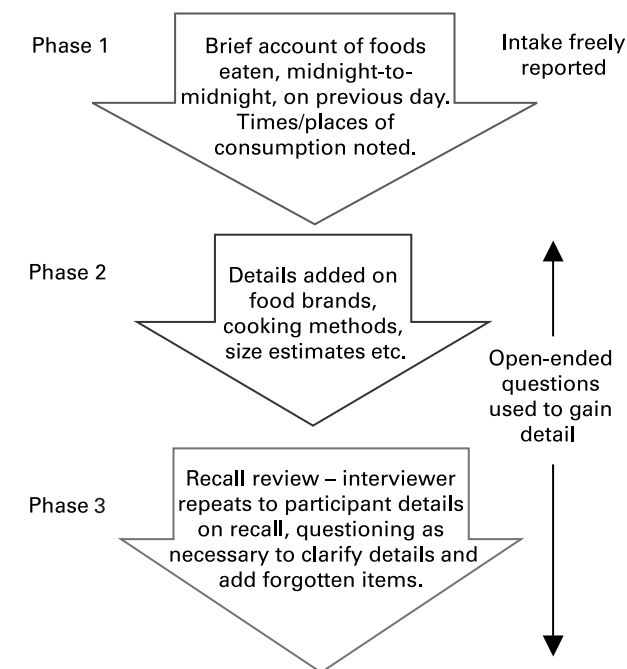 Phase 1
Brief account of foods
eaten, midnight-to-
midnight, on previous day.
Times/places of
consumption noted.
Intake freely
reported
Phase 2
Details added on
food brands,
cooking methods,
size estimates etc.
Open-ended
questions
used to gain
detail
Phase 3
Recall review – interviewer
repeats to participant details
on recall, questioning as
necessary to clarify details and
add forgotten items.